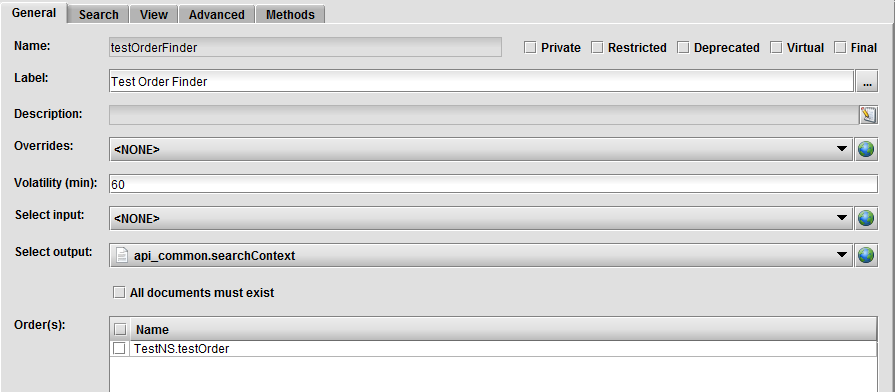 General Search View Advanced Methods
Name: testOrderFinder Private Restricted Deprecated Virtual Final
Label: Test Order Finder ...
Description:
Overrides: <NONE>
Volatility (min): 60
Select input: <NONE>
Select output: api_common.searchContext
All documents must exist
Order(s): Name
TestNS.testOrder